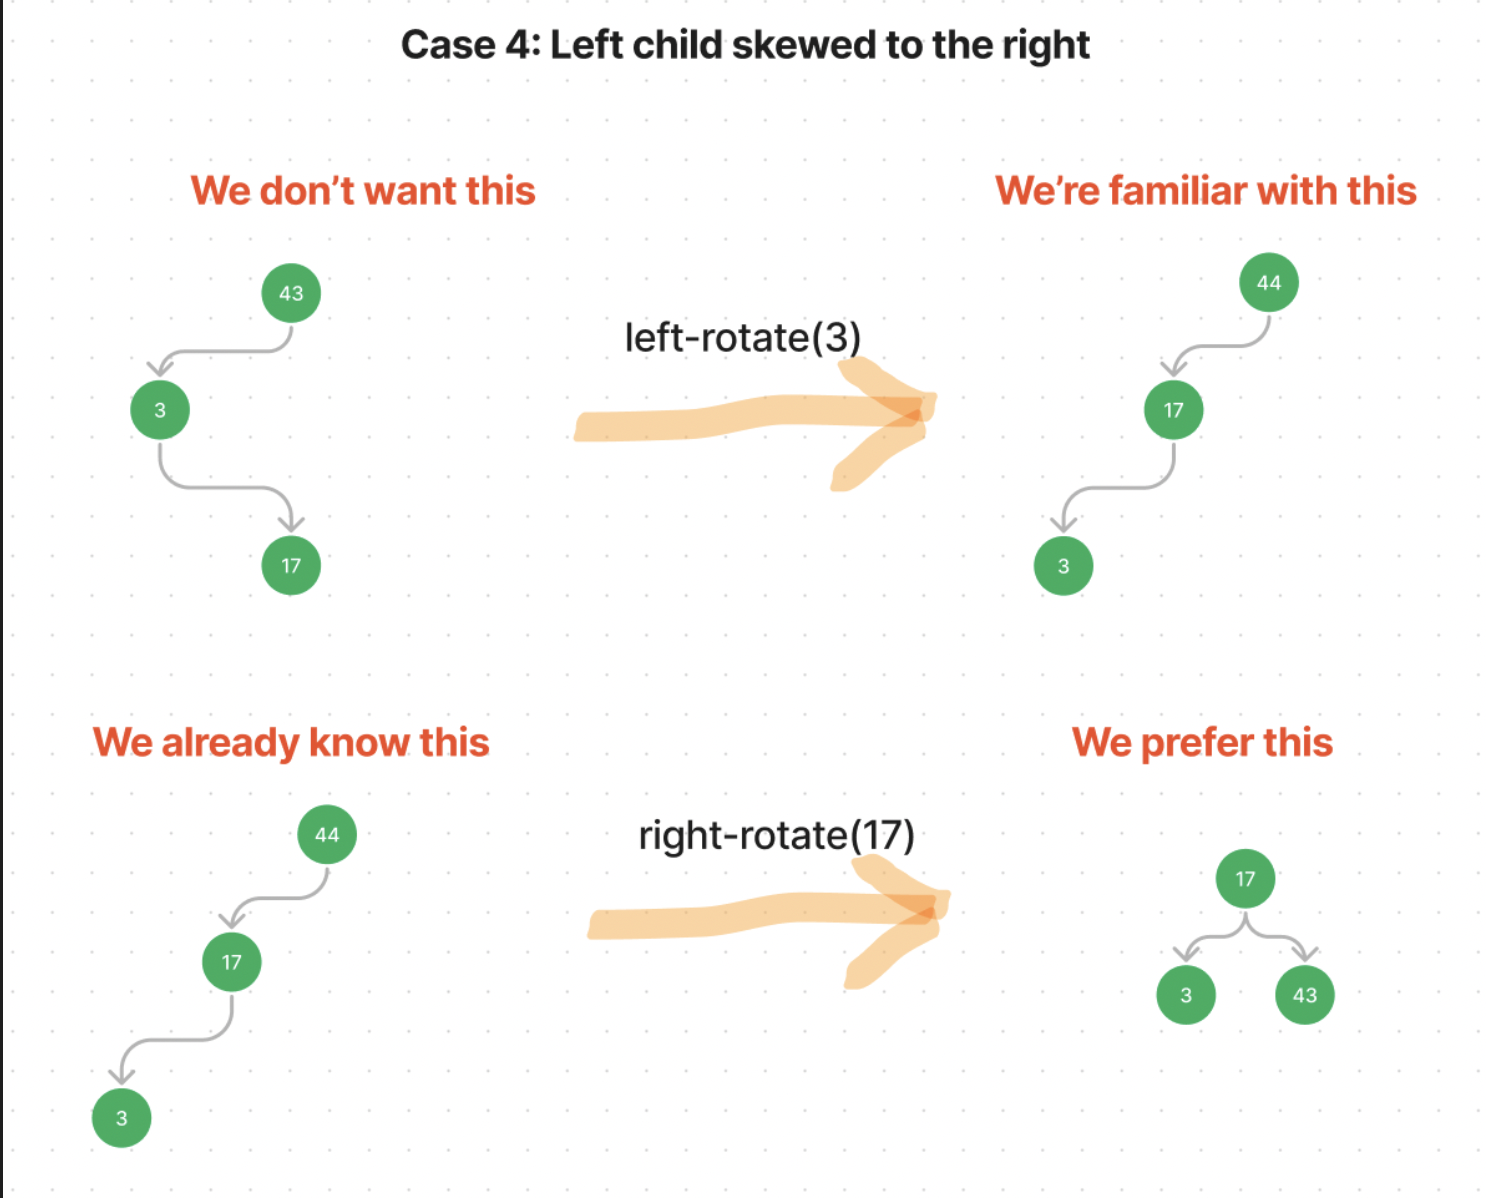 Case 4: Left child skewed to the right
We don’t want this
We’re familiar with this
43
44
left-rotate(3)
3
17
17
3
We already know this
We prefer this
44
right-rotate(17)
17
17
3
43
3